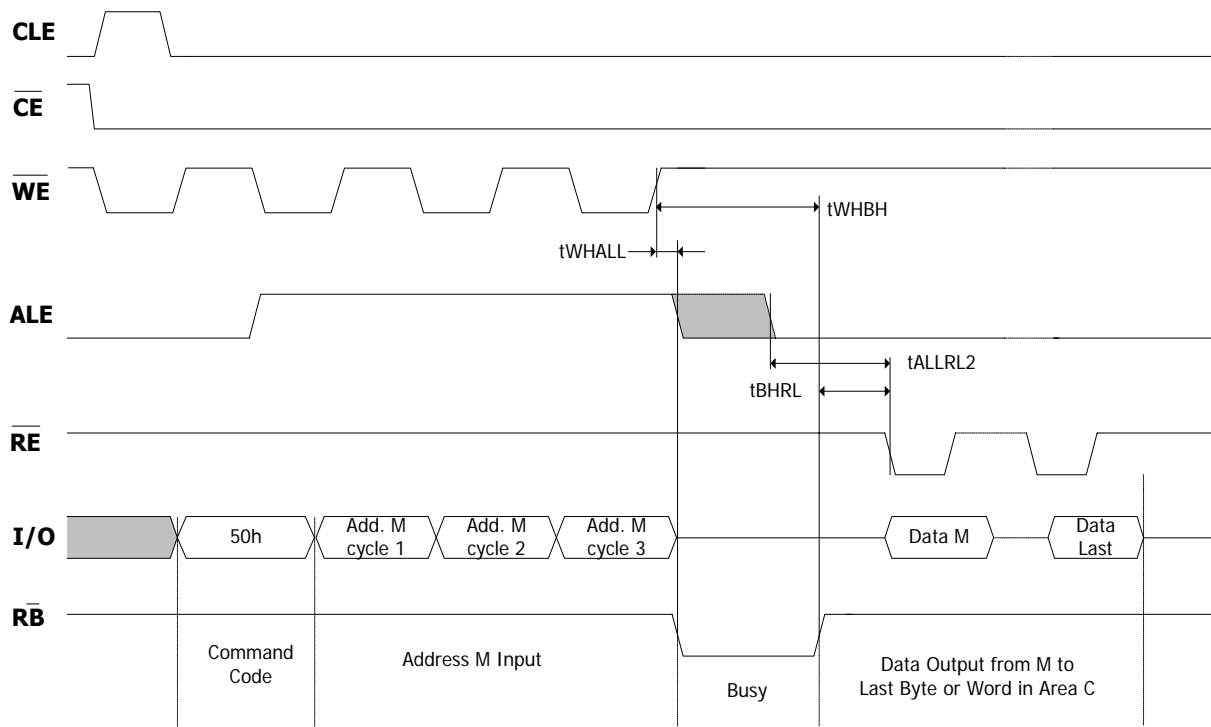 CLE
CE
WE
tWHBH
tWHALL
ALE
tALLRL2
tBHRL
RE
I/O
50h
Add. M
cycle 1
Add. M
cycle 2
Add. M
cycle 3
Data M
Data
Last
RB
Command
Code
Address M Input
Busy
Data Output from M to
Last Byte or Word in Area C